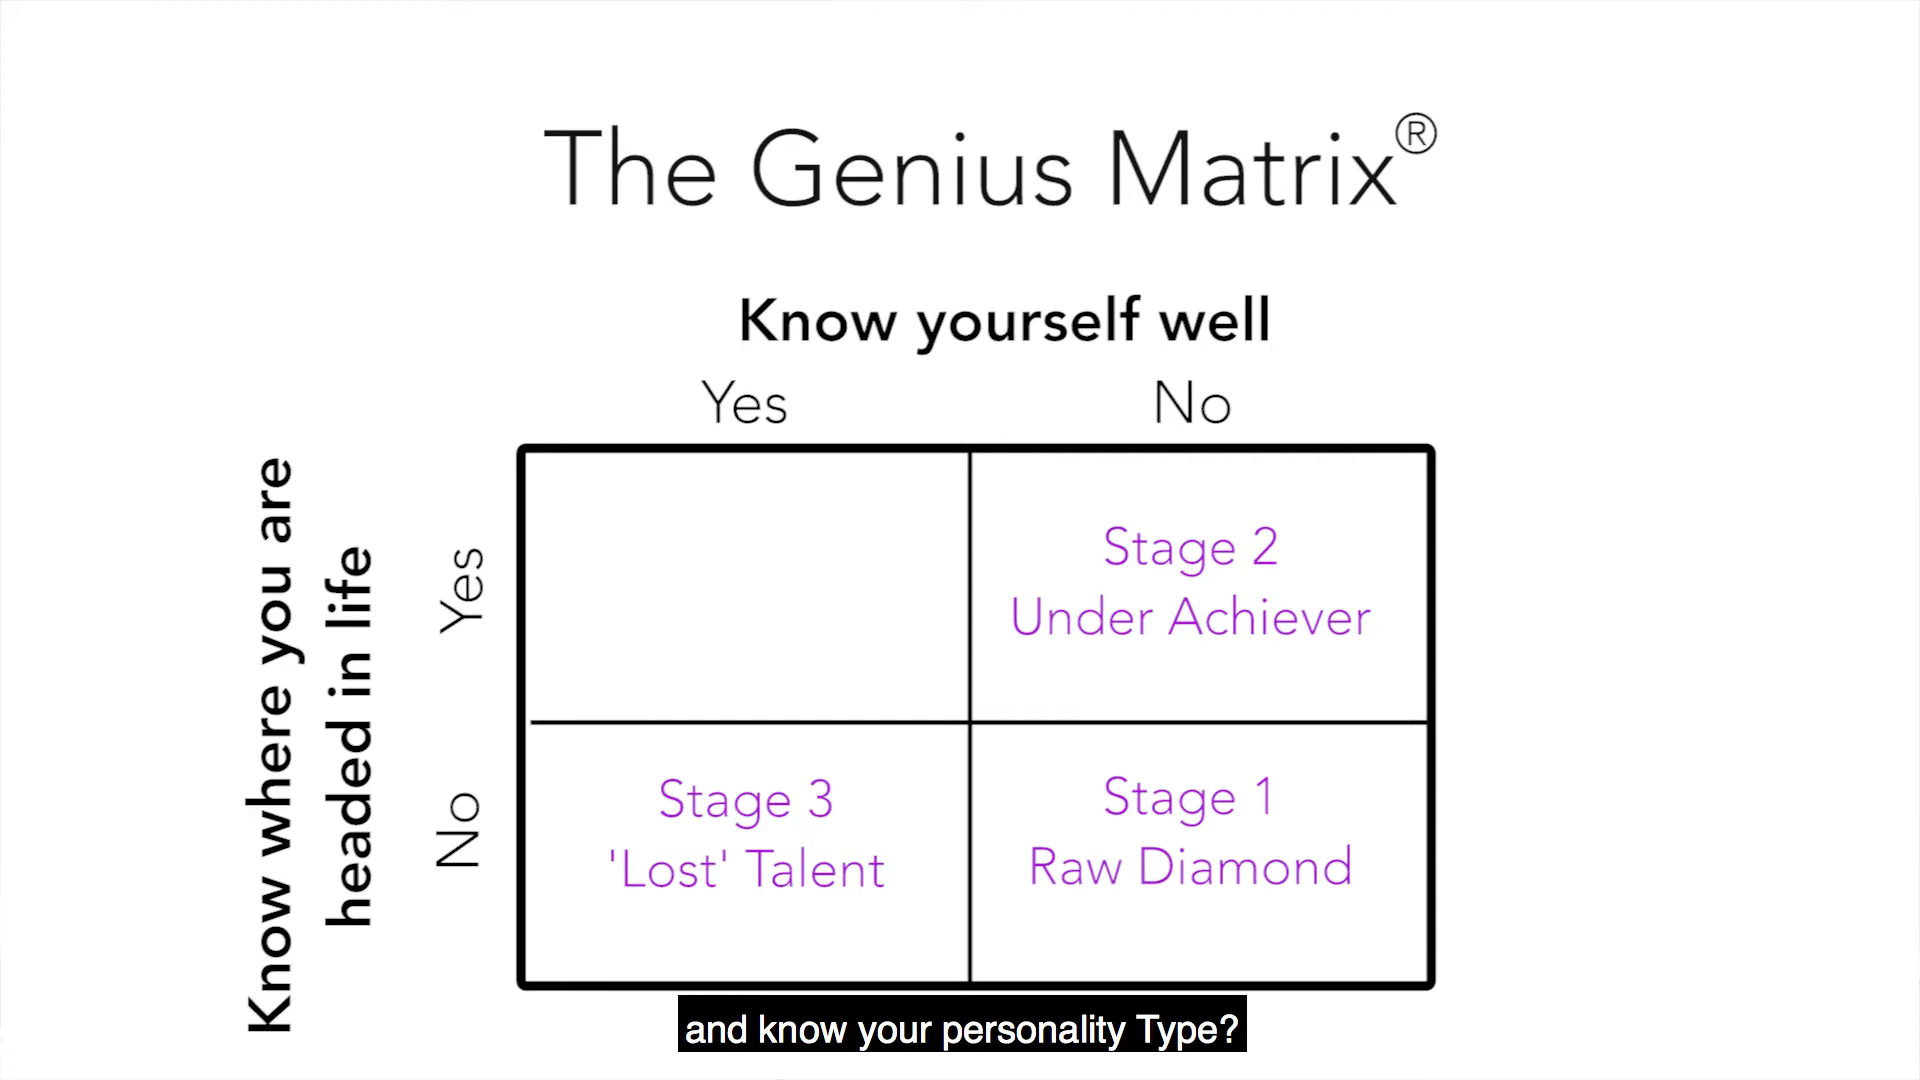 The Genius Matrix®
Know yourself well
Yes
No
Know where you are
headed in life
Yes
Stage 2
Under Achiever
No
Stage 3
'Lost' Talent
Stage 1
Raw Diamond
and know your personality Type?